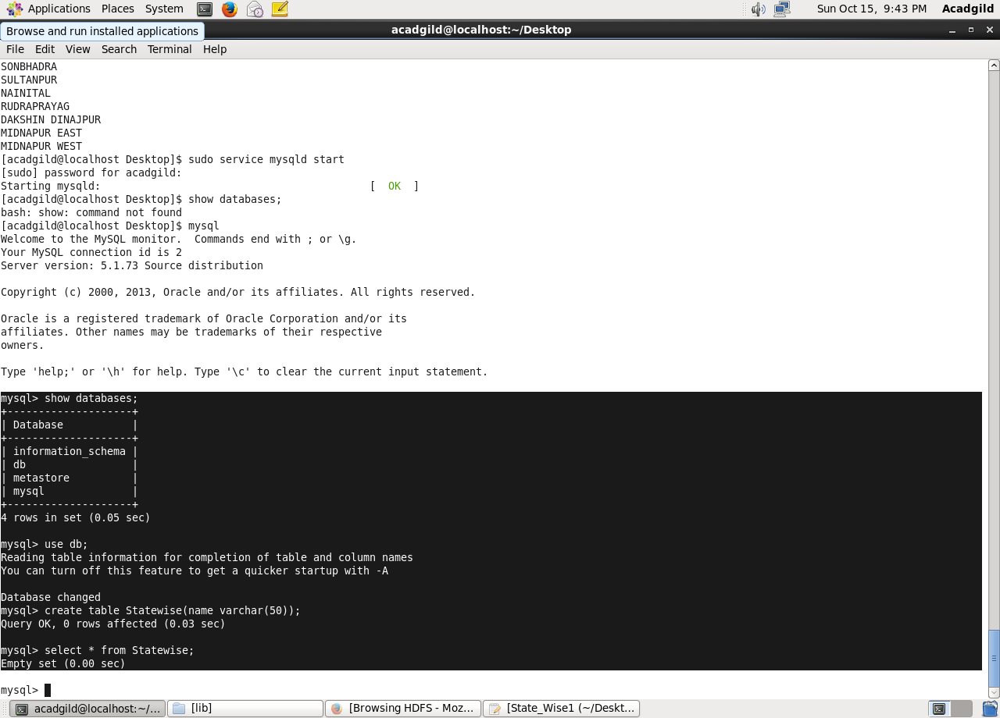 Applications Places System Sun Oct 15, 9:43 PM Acadgild
Browse and run installed applications
acadgild@localhost:~/Desktop
File Edit View Search Terminal Help
SONBHADRA
SULTANPUR
NAINITAL
RUDRAPRAYAG
DAKSHIN DINAJPUR
MIDNAPUR EAST
MIDNAPUR WEST
[acadgild@localhost Desktop]$ sudo service mysqld start
[sudo] password for acadgild:
Starting mysqld:                                           [  OK  ]
[acadgild@localhost Desktop]$ show databases;
bash: show: command not found
[acadgild@localhost Desktop]$ mysql
Welcome to the MySQL monitor.  Commands end with ; or \g.
Your MySQL connection id is 2
Server version: 5.1.73 Source distribution
Copyright (c) 2000, 2013, Oracle and/or its affiliates. All rights reserved.
Oracle is a registered trademark of Oracle Corporation and/or its
affiliates. Other names may be trademarks of their respective
owners.
Type 'help;' or '\h' for help. Type '\c' to clear the current input statement.
mysql> show databases;
+--------------------+
| Database           |
+--------------------+
| information_schema |
| db                 |
| metastore          |
| mysql              |
+--------------------+
4 rows in set (0.05 sec)
mysql> use db;
Reading table information for completion of table and column names
You can turn off this feature to get a quicker startup with -A
Database changed
mysql> create table Statewise(name varchar(50));
Query OK, 0 rows affected (0.03 sec)
mysql> select * from Statewise;
Empty set (0.00 sec)
mysql>
acadgild@localhost:~/... [lib] [Browsing HDFS - Moz... [State_Wise1 (~/Deskt...